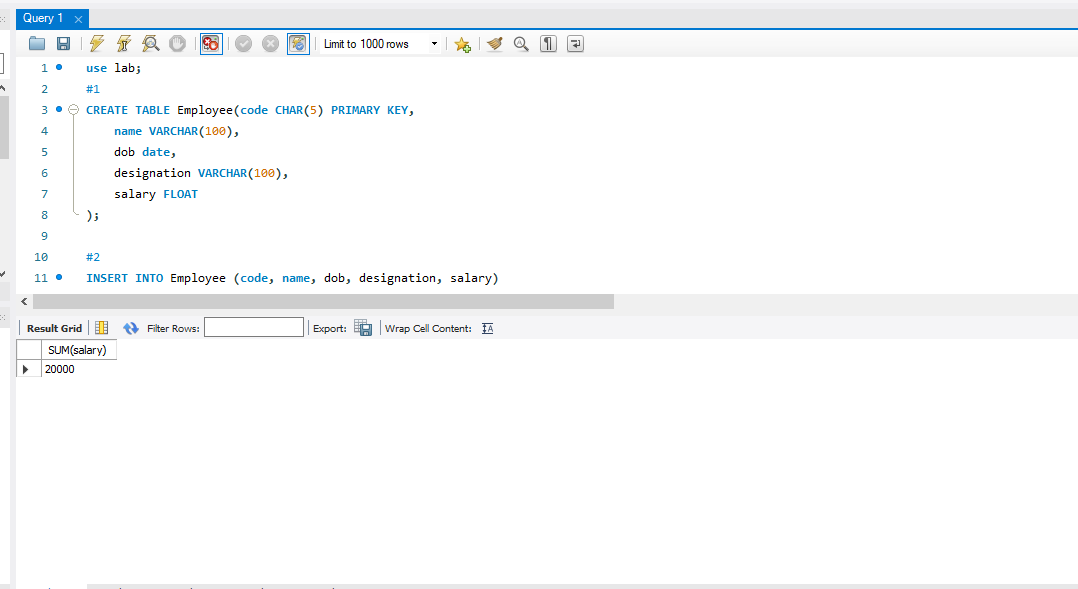 Query 1
Limit to 1000 rows
1 use lab;
2 #1
3 CREATE TABLE Employee(code CHAR(5) PRIMARY KEY,
4 name VARCHAR(100),
5 dob date,
6 designation VARCHAR(100),
7 salary FLOAT
8 );
9
10 #2
11 INSERT INTO Employee (code, name, dob, designation, salary)
Result Grid Filter Rows: Export: Wrap Cell Content: IA
SUM(salary)
20000